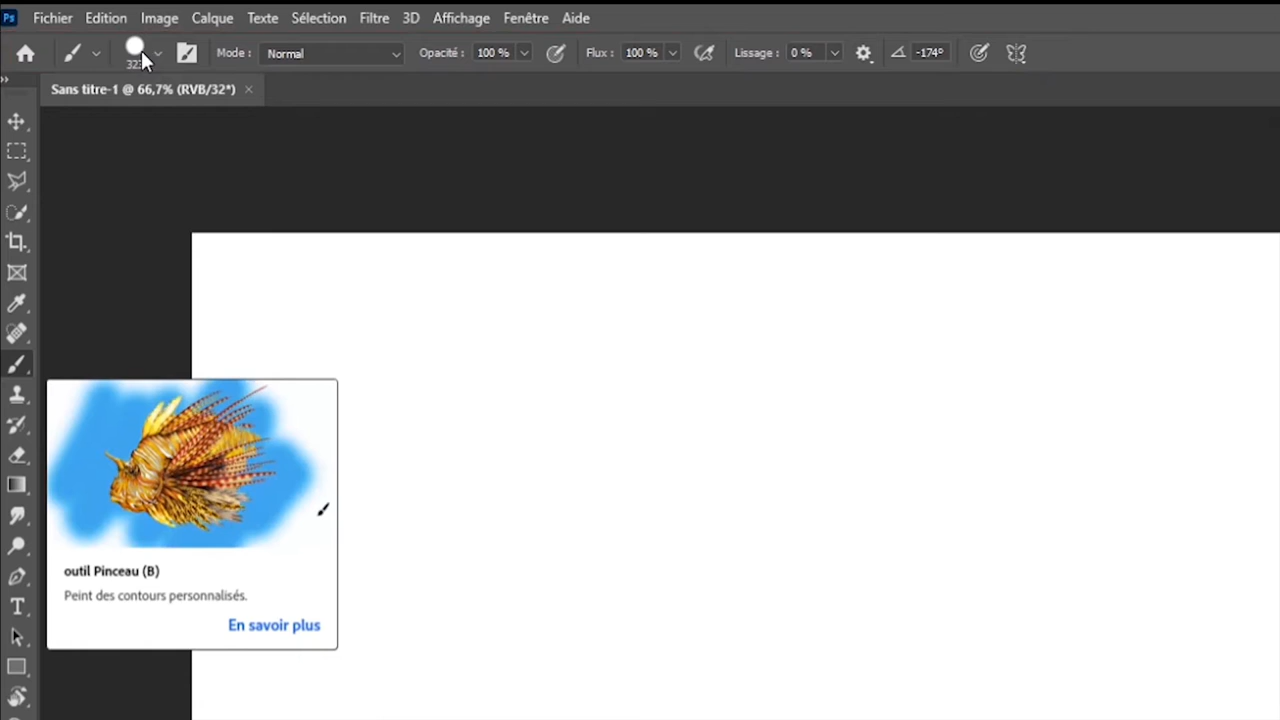 Ps Fichier Edition Image Calque Texte Sélection Filtre 3D Affichage Fenêtre Aide
Mode : Normal Opacité : 100 % Flux : 100 % Lissage : 0 % -174°
Sans titre-1 @ 66,7% (RVB/32*) ×
outil Pinceau (B)
Peint des contours personnalisés.
En savoir plus